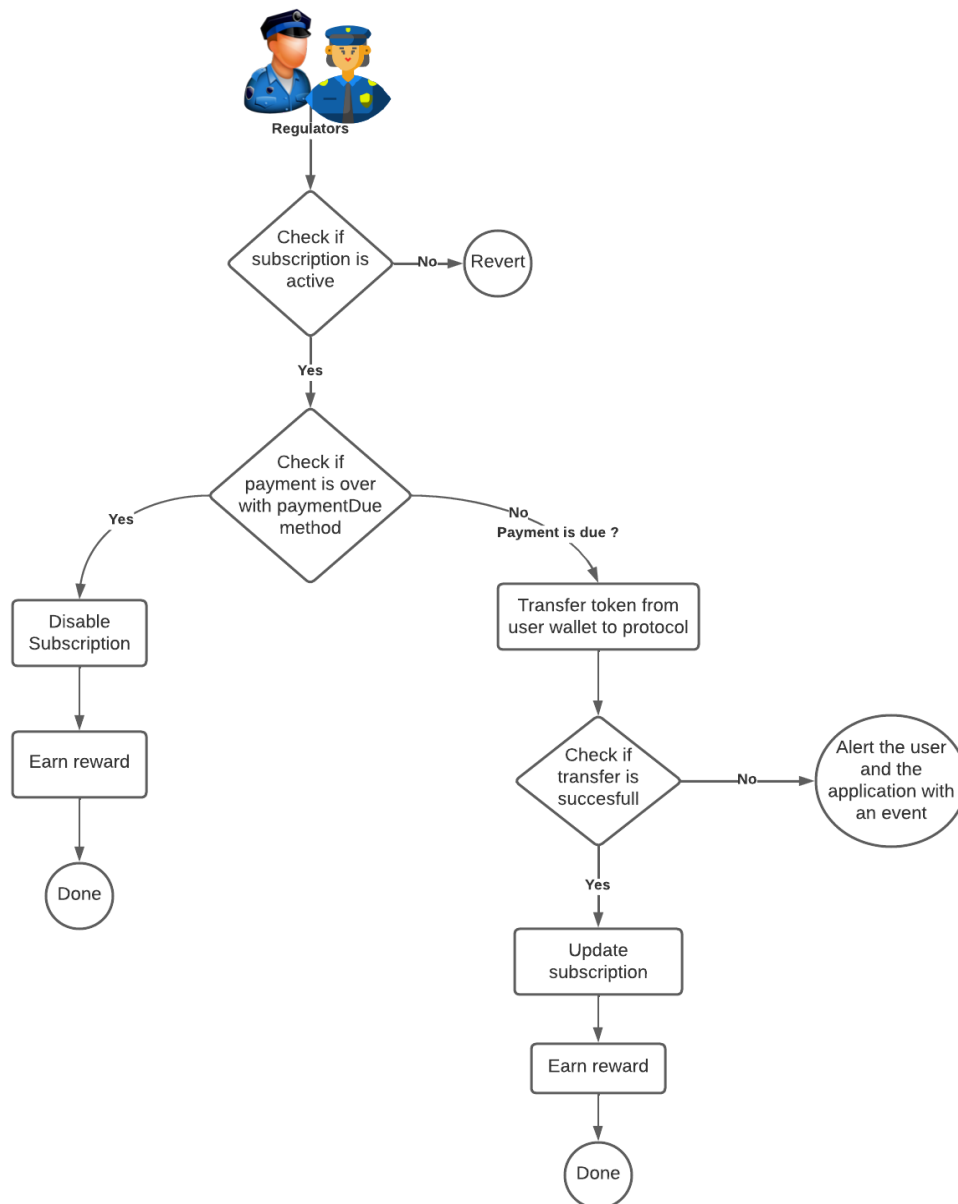 Regulators
Check if
subscription is
active
No
Revert
Yes
Check if
payment is over
with paymentDue
method
Yes
No
Payment is due ?
Disable
Subscription
Transfer token from
user wallet to protocol
Earn reward
Check if
transfer is
succesfull
No
Alert the user
and the
application with
an event
Done
Yes
Update
subscription
Earn reward
Done